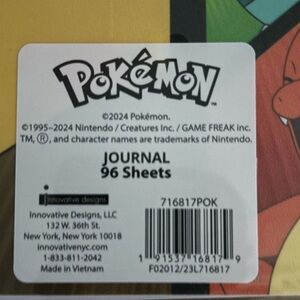 POKéMON
TM
©2024 Pokémon.
©1995–2024 Nintendo / Creatures Inc. / GAME FREAK inc.
TM, ®, and character names are trademarks of Nintendo.
JOURNAL
96 Sheets
innovative designs
716817POK
Innovative Designs, LLC
132 W. 36th St.
New York, New York 10018
innovativenyc.com
1-833-811-2042
Made in Vietnam
1 91537 16817 9
F02012/23L716817